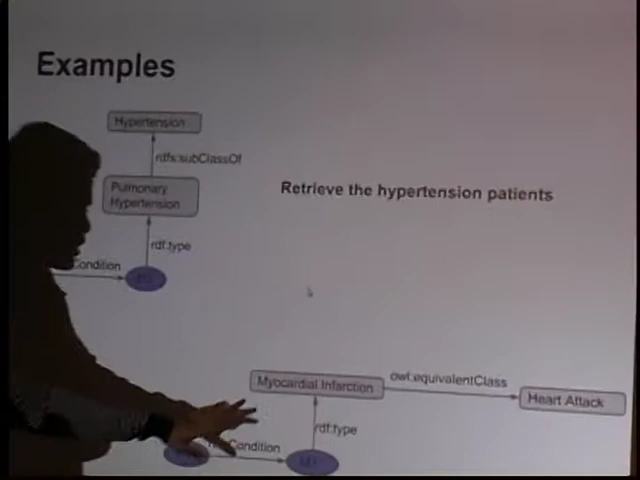 Examples
Hypertension
rdfs:subClassOf
Pulmonary
Hypertension
Retrieve the hypertension patients
rdf:type
Condition
Myocardial Infarction
owl:equivalentClass
Heart Attack
rdf:type
Condition